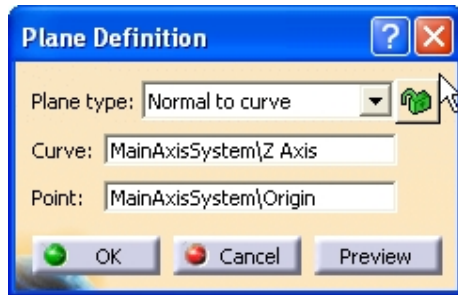 Plane Definition
Plane type: Normal to curve
Curve: MainAxisSystem\Z Axis
Point: MainAxisSystem\Origin
OK Cancel Preview